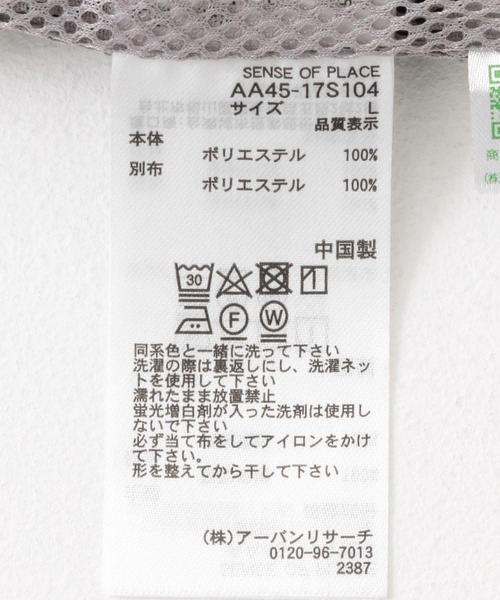 SENSE OF PLACE
AA45-17S104
サイズ L
品質表示
本体
ポリエステル 100%
別布
ポリエステル 100%
中国製
30
F W
同系色と一緒に洗って下さい
洗濯の際は裏返しにし、洗濯ネッ
トを使用して下さい
濡れたまま放置禁止
蛍光増白剤が入った洗剤は使用し
ないで下さい
必ず当て布をしてアイロンをかけ
て下さい。
形を整えてから干して下さい
(株)アーバンリサーチ
0120-96-7013
2387
商
(株)